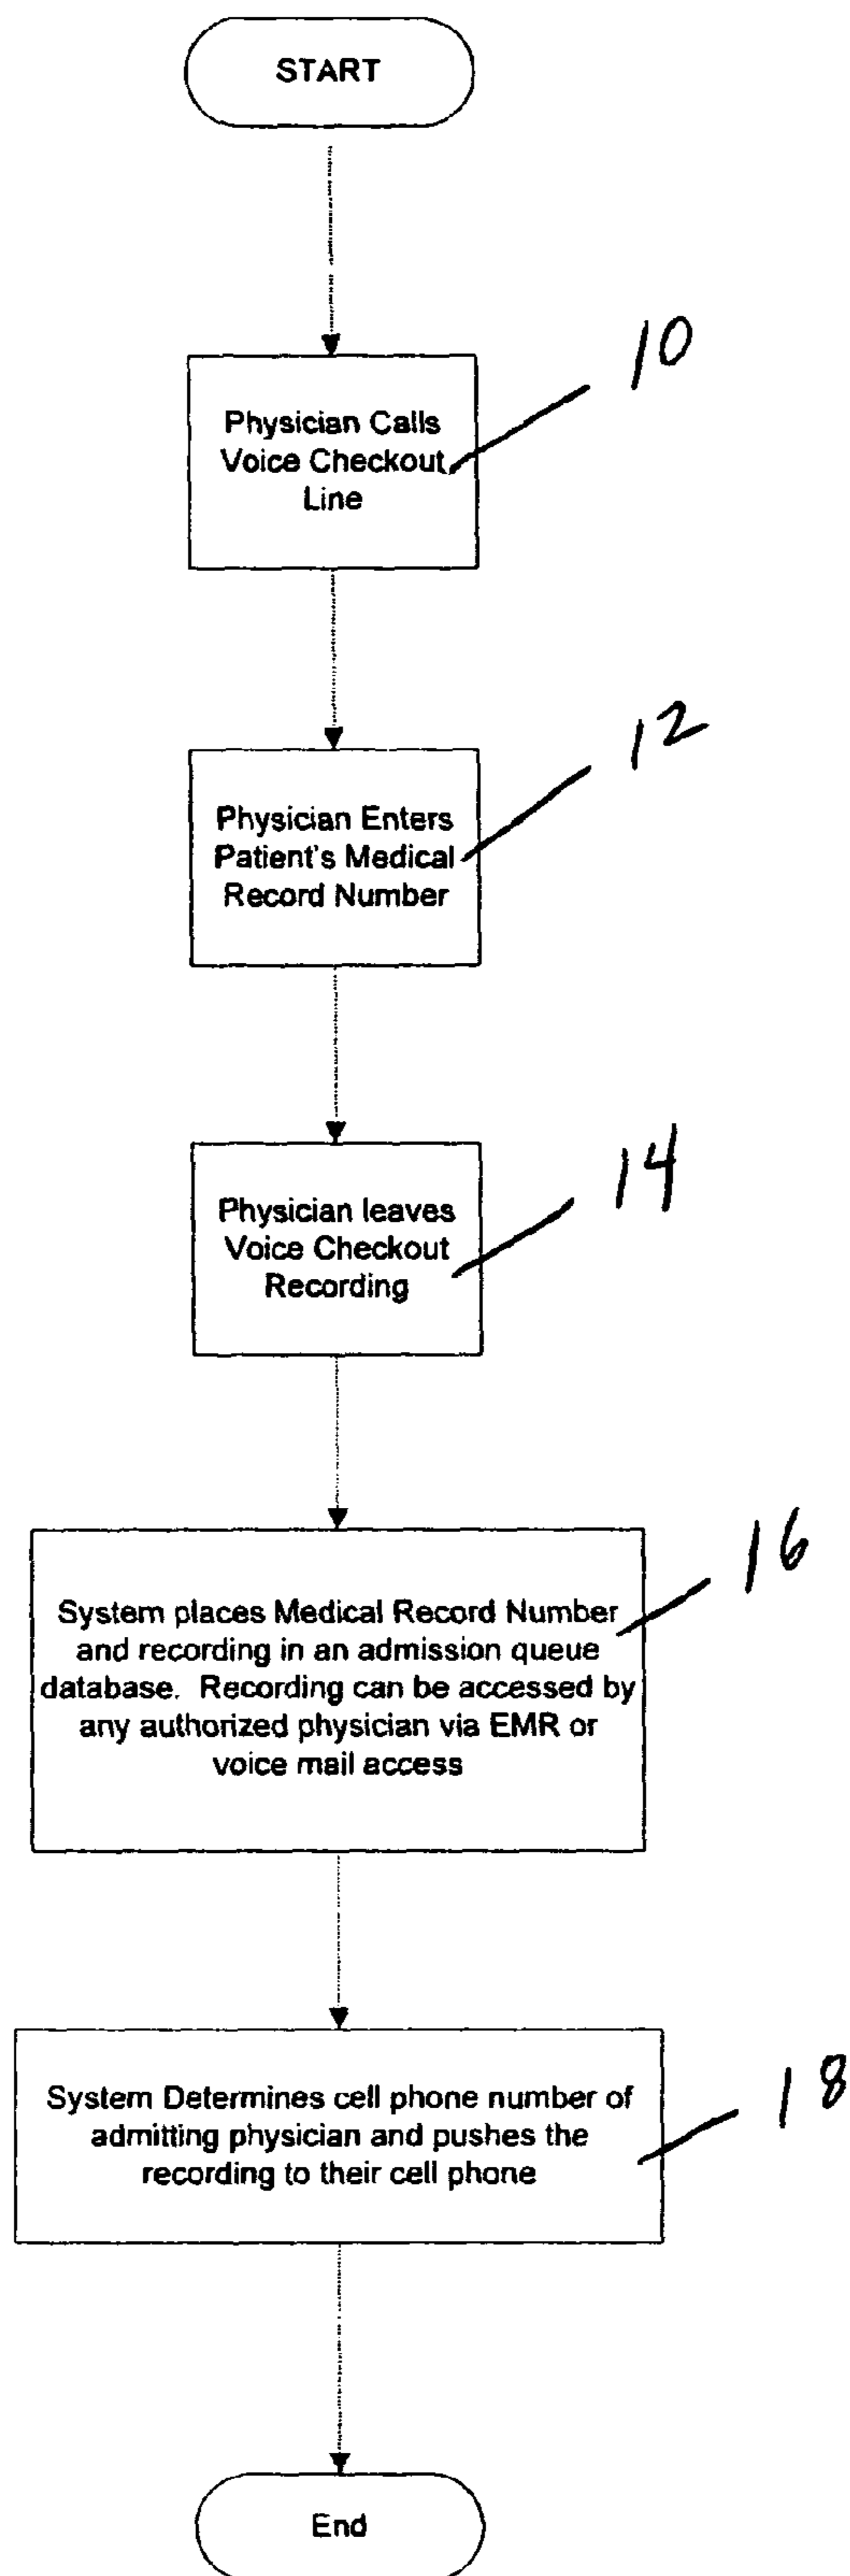 START
10
Physician Calls
Voice Checkout
Line
12
Physician Enters
Patient's Medical
Record Number
14
Physician leaves
Voice Checkout
Recording
16
System places Medical Record Number
and recording in an admission queue
database. Recording can be accessed by
any authorized physician via EMR or
voice mail access
18
System Determines cell phone number of
admitting physician and pushes the
recording to their cell phone
End